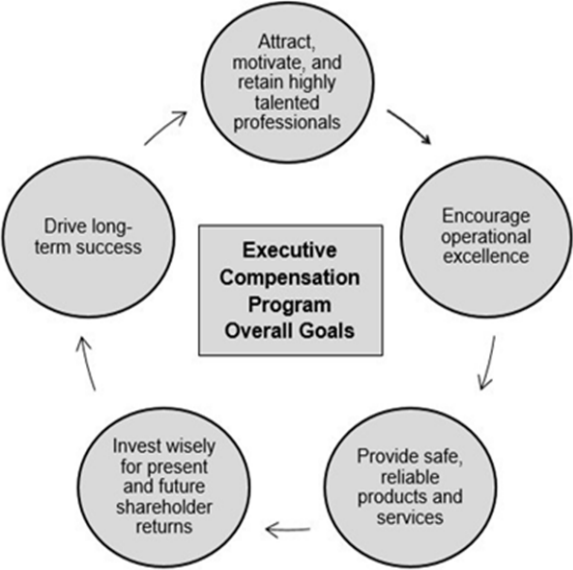 Attract,
motivate, and
retain highly
talented
professionals
Encourage
operational
excellence
Provide safe,
reliable
products and
services
Invest wisely
for present
and future
shareholder
returns
Drive long-
term success
Executive
Compensation
Program
Overall Goals